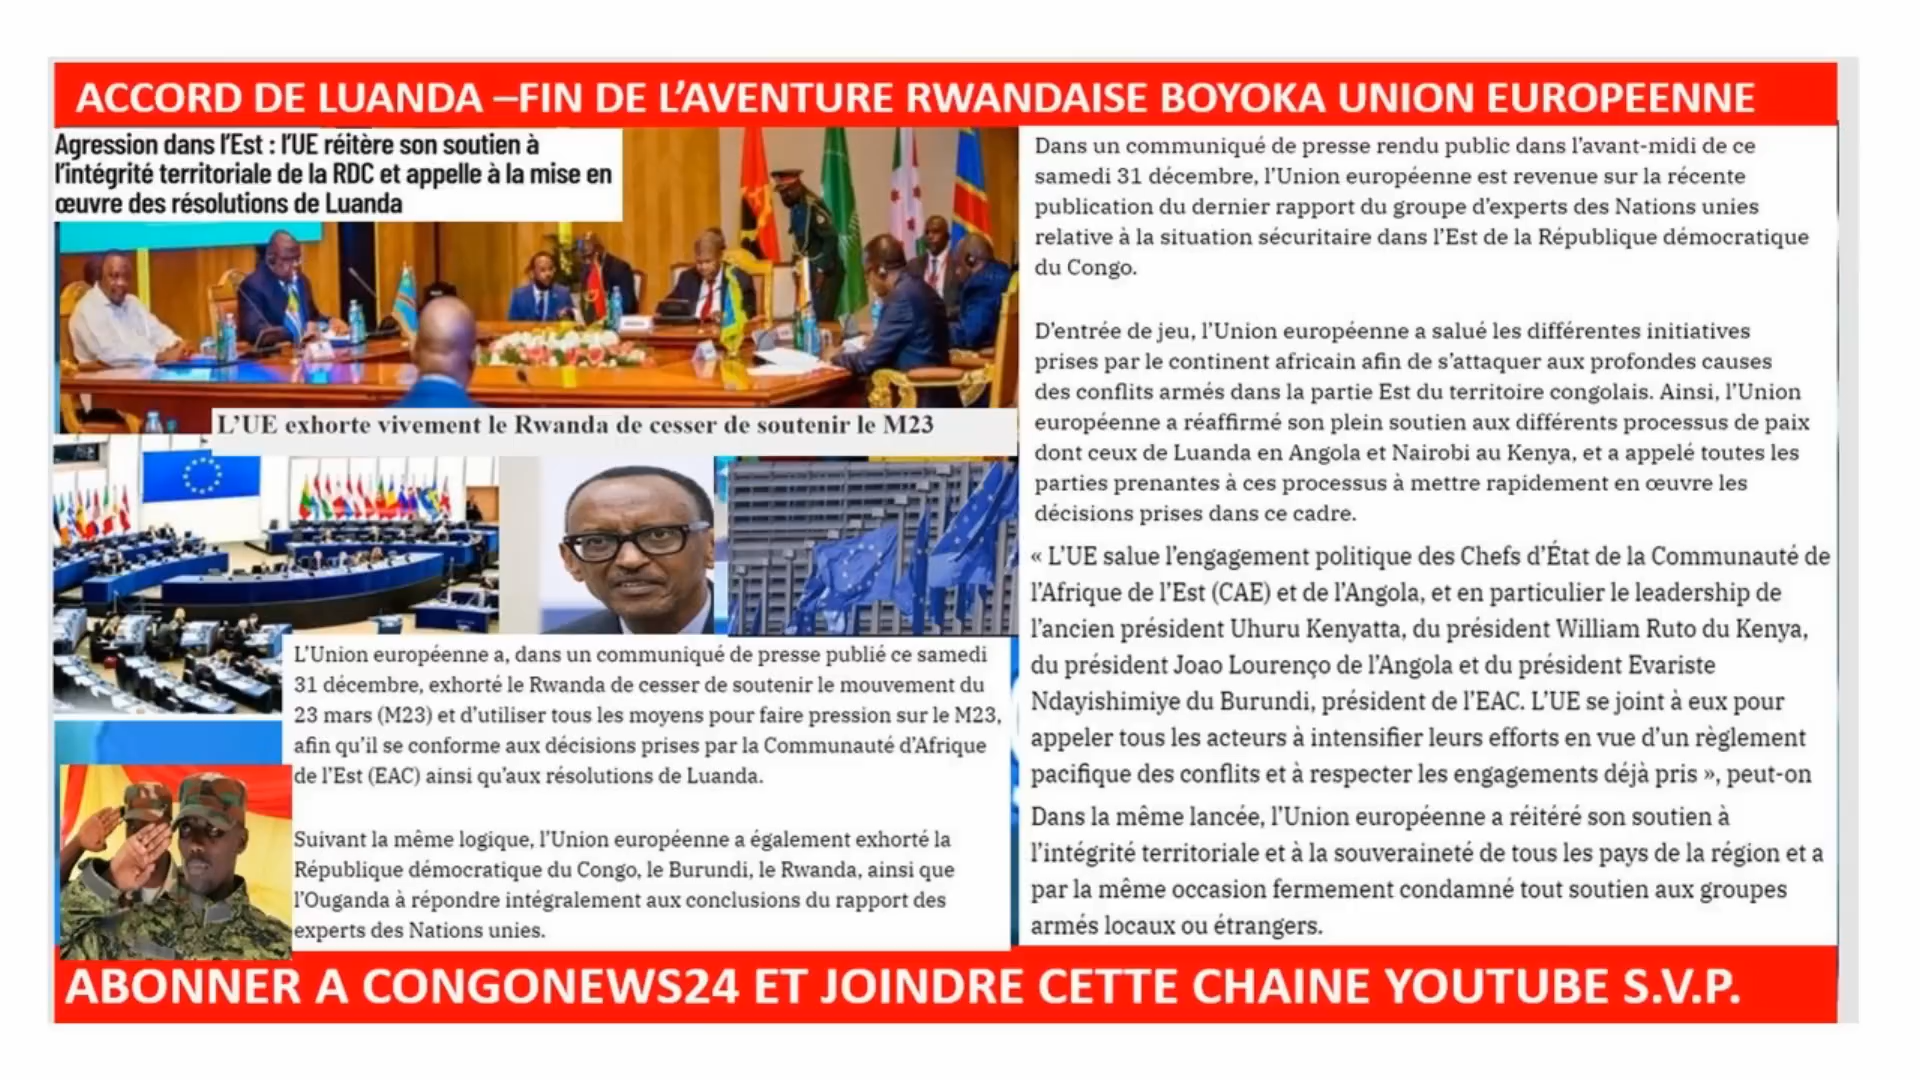 ACCORD DE LUANDA –FIN DE L’AVENTURE RWANDAISE BOYOKA UNION EUROPEENNE
Agression dans l’Est : l’UE réitère son soutien à
l’intégrité territoriale de la RDC et appelle à la mise en
œuvre des résolutions de Luanda
L’UE exhorte vivement le Rwanda de cesser de soutenir le M23
L’Union européenne a, dans un communiqué de presse publié ce samedi
31 décembre, exhorté le Rwanda de cesser de soutenir le mouvement du
23 mars (M23) et d’utiliser tous les moyens pour faire pression sur le M23,
afin qu’il se conforme aux décisions prises par la Communauté d’Afrique
de l’Est (EAC) ainsi qu’aux résolutions de Luanda.
Suivant la même logique, l’Union européenne a également exhorté la
République démocratique du Congo, le Burundi, le Rwanda, ainsi que
l’Ouganda à répondre intégralement aux conclusions du rapport des
experts des Nations unies.
Dans un communiqué de presse rendu public dans l’avant-midi de ce
samedi 31 décembre, l’Union européenne est revenue sur la récente
publication du dernier rapport du groupe d’experts des Nations unies
relative à la situation sécuritaire dans l’Est de la République démocratique
du Congo.
D’entrée de jeu, l’Union européenne a salué les différentes initiatives
prises par le continent africain afin de s’attaquer aux profondes causes
des conflits armés dans la partie Est du territoire congolais. Ainsi, l’Union
européenne a réaffirmé son plein soutien aux différents processus de paix
dont ceux de Luanda en Angola et Nairobi au Kenya, et a appelé toutes les
parties prenantes à ces processus à mettre rapidement en œuvre les
décisions prises dans ce cadre.
« L’UE salue l’engagement politique des Chefs d’État de la Communauté de
l’Afrique de l’Est (CAE) et de l’Angola, et en particulier le leadership de
l’ancien président Uhuru Kenyatta, du président William Ruto du Kenya,
du président Joao Lourenço de l’Angola et du président Evariste
Ndayishimiye du Burundi, président de l’EAC. L’UE se joint à eux pour
appeler tous les acteurs à intensifier leurs efforts en vue d’un règlement
pacifique des conflits et à respecter les engagements déjà pris », peut-on
Dans la même lancée, l’Union européenne a réitéré son soutien à
l’intégrité territoriale et à la souveraineté de tous les pays de la région et a
par la même occasion fermement condamné tout soutien aux groupes
armés locaux ou étrangers.
ABONNER A CONGONEWS24 ET JOINDRE CETTE CHAINE YOUTUBE S.V.P.